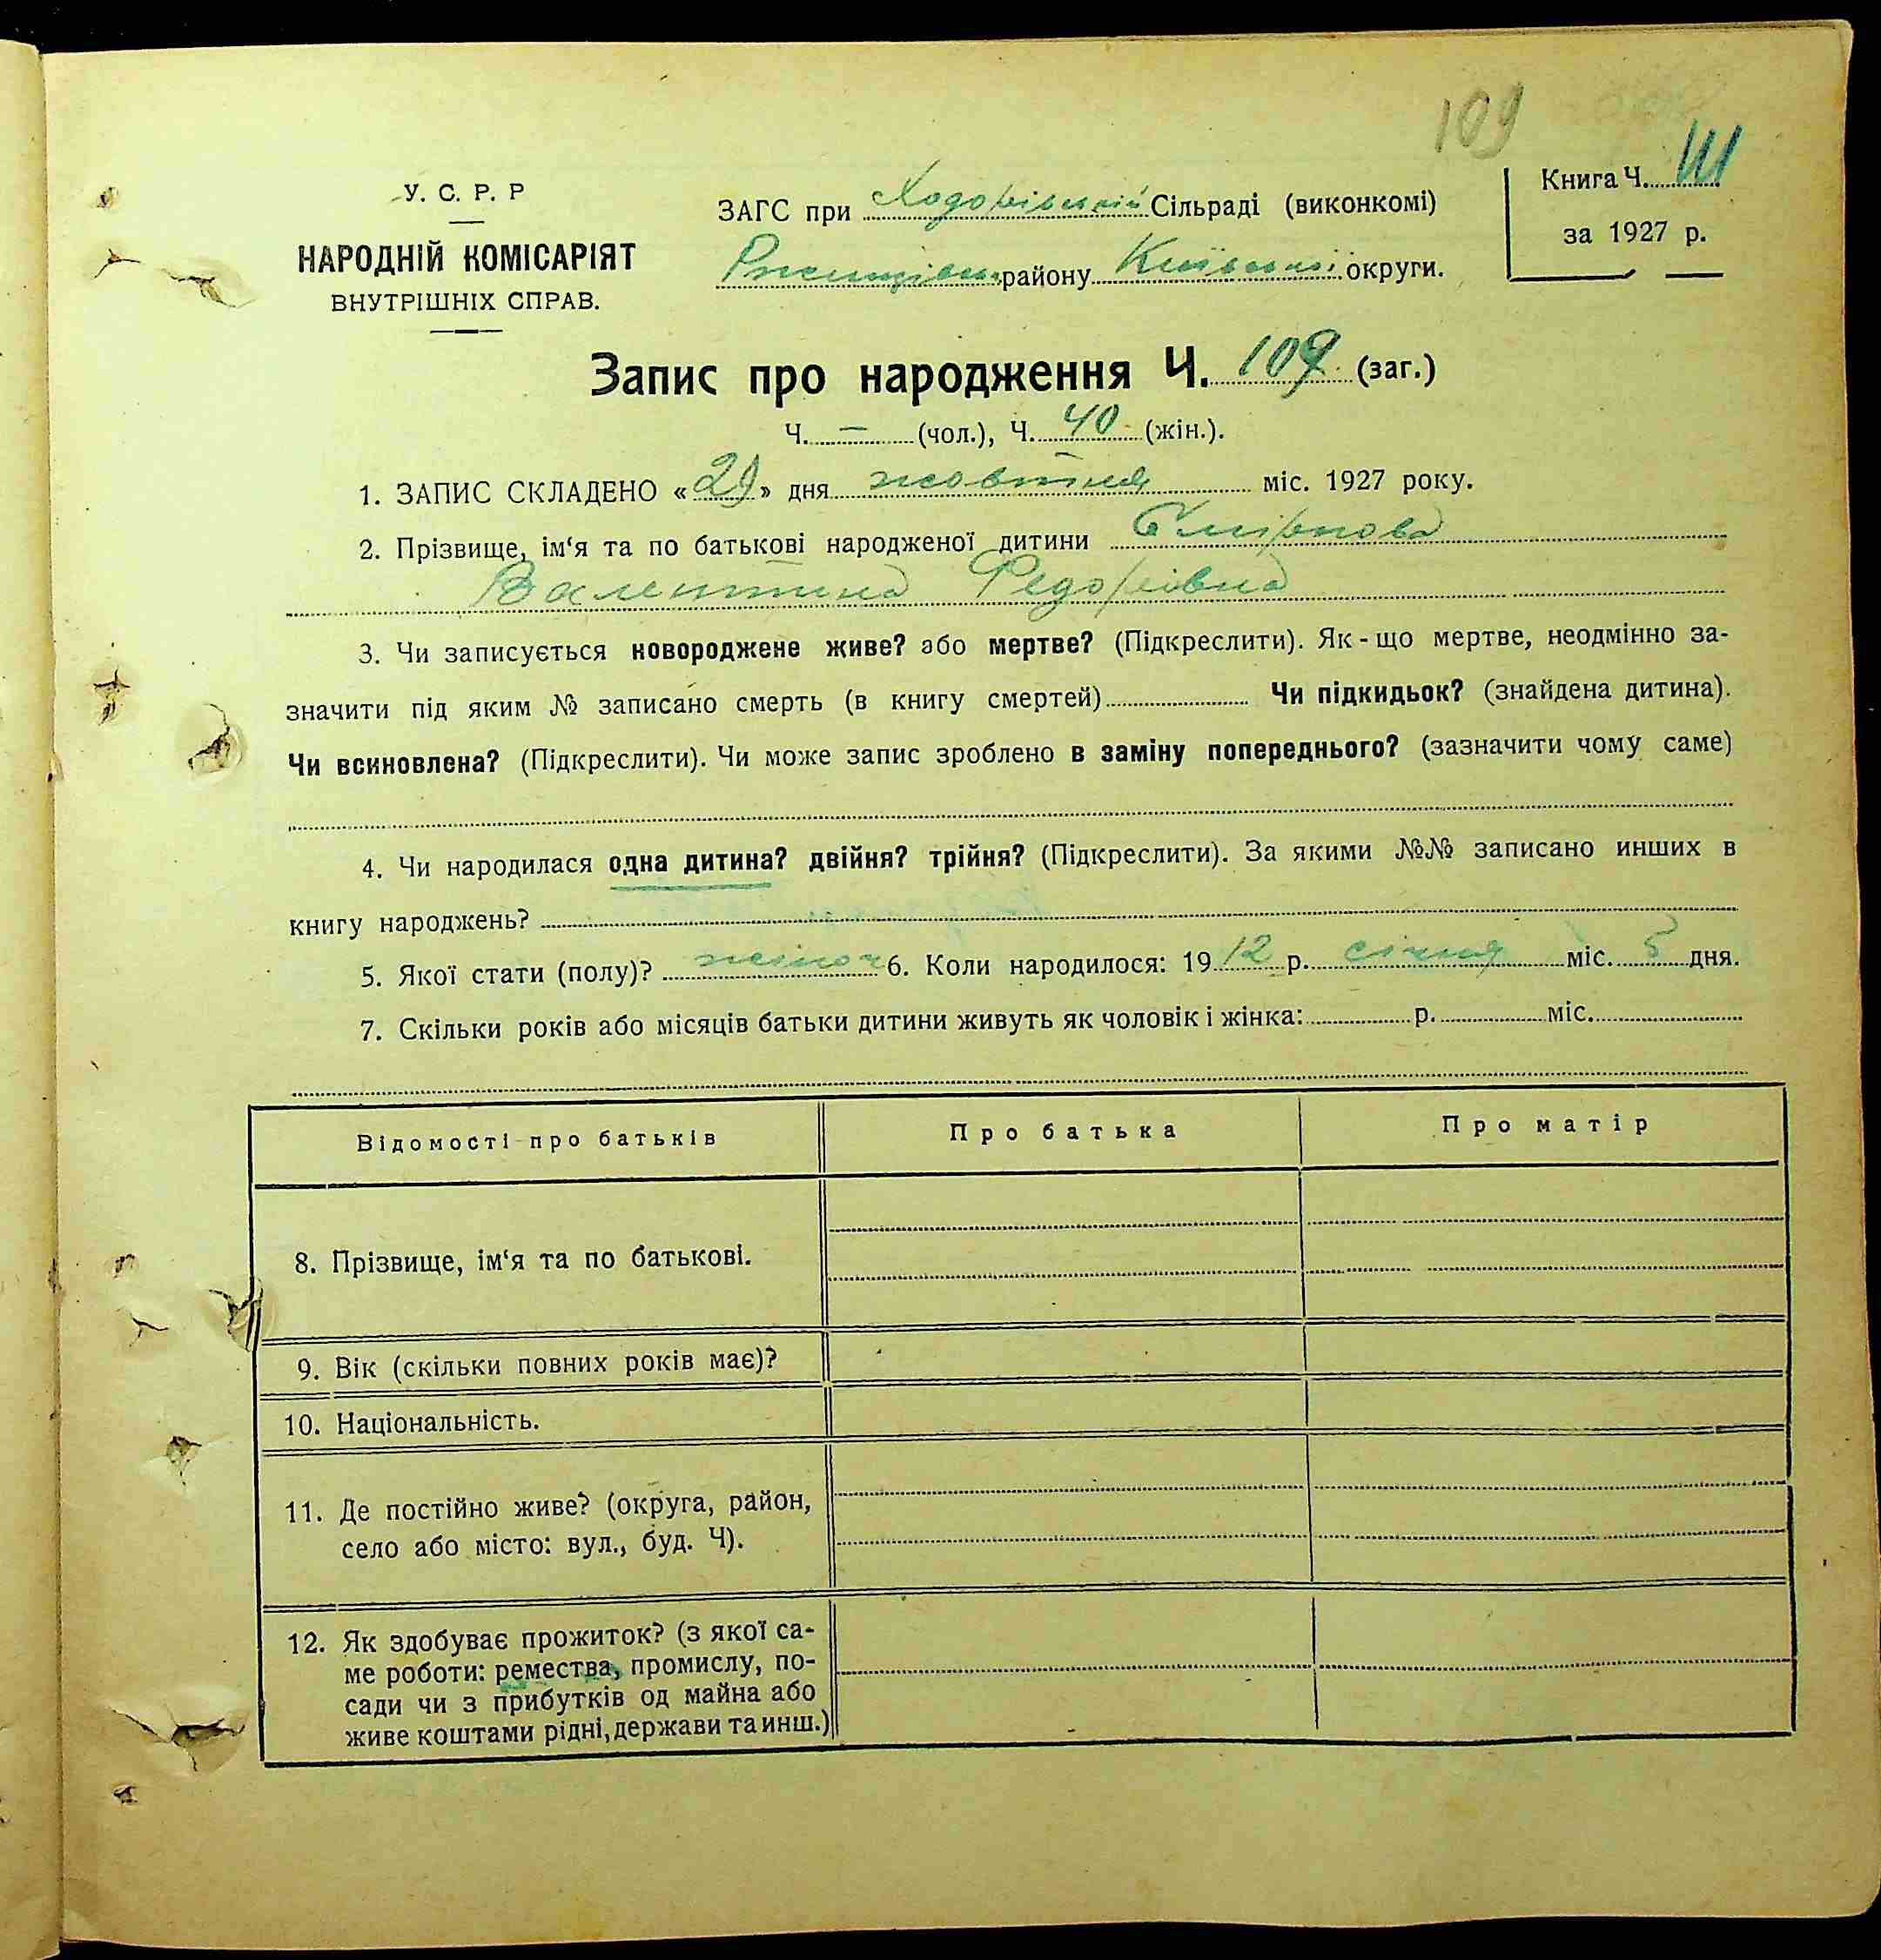 109
У. С. Р. Р
НАРОДНІЙ КОМІСАРІЯТ
ВНУТРІШНІХ СПРАВ.
ЗАГС при Ходорівській Сільраді (виконкомі)
Ржищівськ. району Київської округи.
Книга Ч. III
за 1927 р.
Запис про народження Ч. 109 (заг.)
Ч. — (чол.), Ч. 40 (жін.).
1. ЗАПИС СКЛАДЕНО «29» дня жовтня міс. 1927 року.
2. Прізвище, ім‘я та по батькові народженої дитини Смірнова
Валентина Федорівна
3. Чи записується новороджене живе? або мертве? (Підкреслити). Як-що мертве, неодмінно за-
значити під яким № записано смерть (в книгу смертей) Чи підкидьок? (знайдена дитина).
Чи всиновлена? (Підкреслити). Чи може запис зроблено в заміну попереднього? (зазначити чому саме)
4. Чи народилася одна дитина? двійня? трійня? (Підкреслити). За якими №№ записано инших в
книгу народжень?
5. Якої стати (полу)? жіноч 6. Коли народилося: 1912 р. січня міс. 5 дня.
7. Скільки років або місяців батьки дитини живуть як чоловік і жінка: р. міс.
Відомості про батьків Про батька Про матір
8. Прізвище, ім‘я та по батькові.
9. Вік (скільки повних років має)?
10. Національність.
11. Де постійно живе? (округа, район,
село або місто: вул., буд. Ч).
12. Як здобуває прожиток? (з якої са-
ме роботи: ремества, промислу, по-
сади чи з прибутків од майна або
живе коштами рідні, держави та инш.)